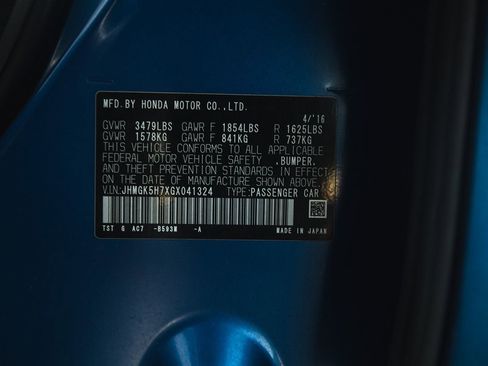 MFD. BY HONDA MOTOR CO., LTD.
4/'16
GVWR 3479LBS GAWR F 1854LBS R 1625LBS
GVWR 1578KG GAWR F 841KG R 737KG
THIS VEHICLE CONFORMS TO ALL APPLICABLE
FEDERAL MOTOR VEHICLE SAFETY ,BUMPER,
AND THEFT PREVENTION STANDARDS IN EFFECT
ON THE DATE OF MANUFACTURE SHOWN ABOVE.
V.I.N:JHMGK5H7XGX041324 TYPE:PASSENGER CAR
TST G AC7 -B593M -A MADE IN JAPAN